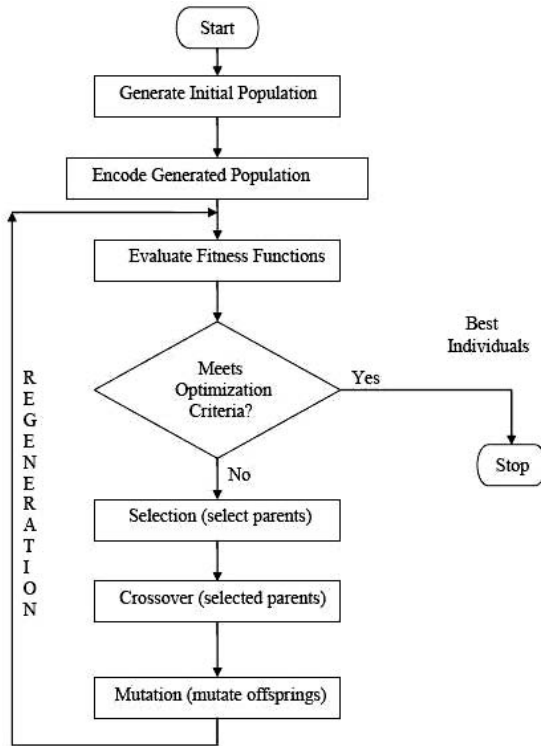 Start
Generate Initial Population
Encode Generated Population
Evaluate Fitness Functions
Meets
Optimization
Criteria?
Yes
Best
Individuals
Stop
No
Selection (select parents)
Crossover (selected parents)
Mutation (mutate offsprings)
REGENERATION